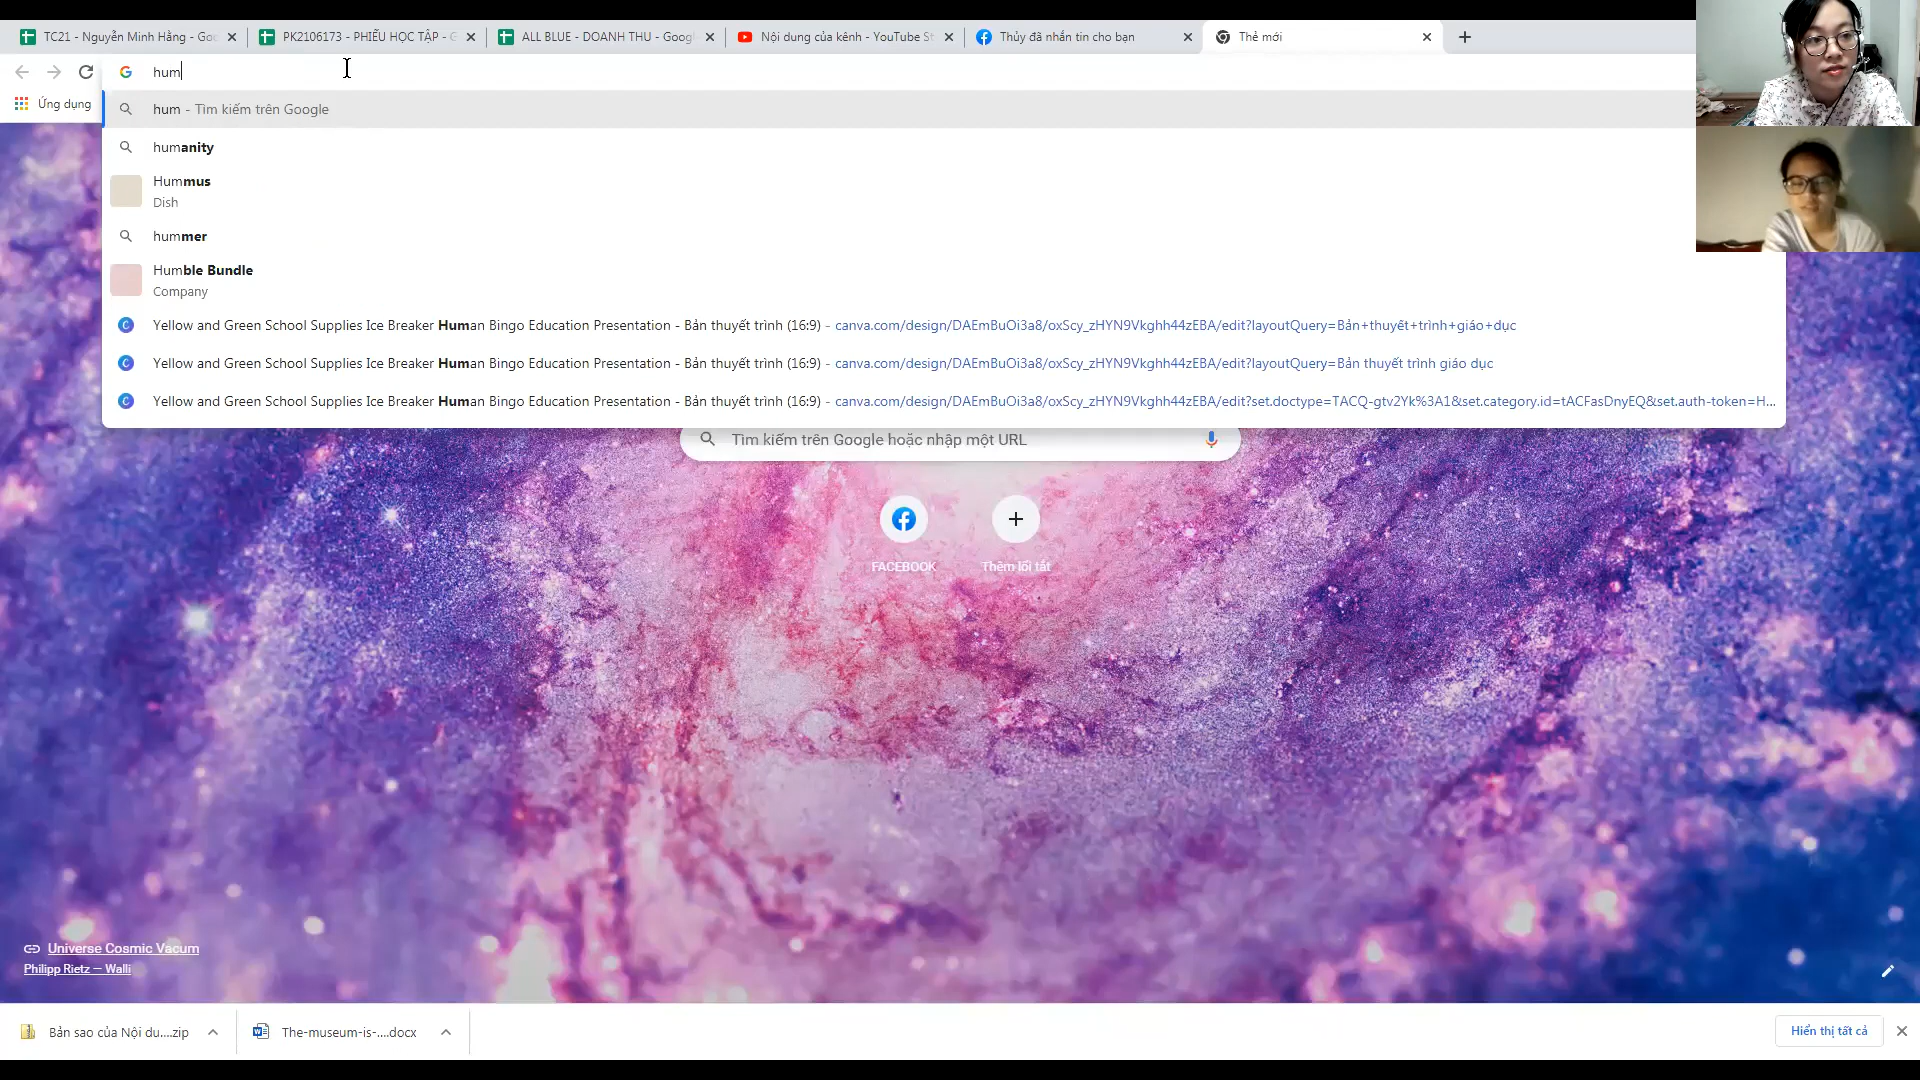 TC21 - Nguyễn Minh Hằng - Goo
PK2106173 - PHIẾU HỌC TẬP - G
ALL BLUE - DOANH THU - Googl
Nội dung của kênh - YouTube St
Thủy đã nhắn tin cho bạn
Thẻ mới
hum
Ứng dụng
hum - Tìm kiếm trên Google
humanity
Hummus
Dish
hummer
Humble Bundle
Company
Yellow and Green School Supplies Ice Breaker Human Bingo Education Presentation - Bản thuyết trình (16:9) - canva.com/design/DAEmBuOi3a8/oxScy_zHYN9Vkghh44zEBA/edit?layoutQuery=Bản+thuyết+trình+giáo+dục
Yellow and Green School Supplies Ice Breaker Human Bingo Education Presentation - Bản thuyết trình (16:9) - canva.com/design/DAEmBuOi3a8/oxScy_zHYN9Vkghh44zEBA/edit?layoutQuery=Bản thuyết trình giáo dục
Yellow and Green School Supplies Ice Breaker Human Bingo Education Presentation - Bản thuyết trình (16:9) - canva.com/design/DAEmBuOi3a8/oxScy_zHYN9Vkghh44zEBA/edit?set.doctype=TACQ-gtv2Yk%3A1&set.category.id=tACFasDnyEQ&set.auth-token=H...
Tìm kiếm trên Google hoặc nhập một URL
FACEBOOK
Thêm lối tắt
Universe Cosmic Vacum
Philipp Rietz — Walli
Bản sao của Nội du....zip
The-museum-is-....docx
Hiển thị tất cả